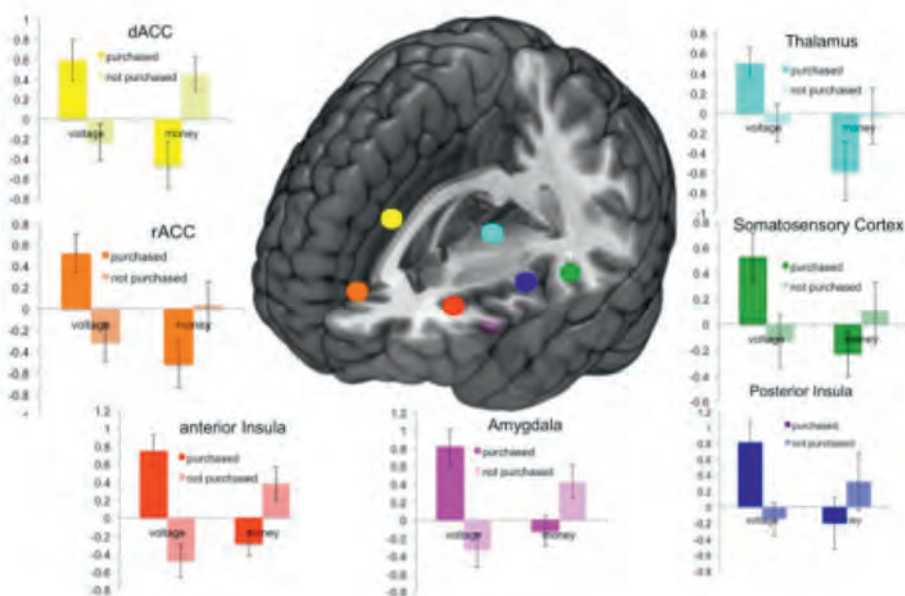 dACC
1
0.8
0.6
0.4
0.2
0
-0.2
-0.4
-0.6
-0.8
purchased
not purchased
voltage
money
Thalamus
0.8
0.6
0.4
0.2
0
-0.2
-0.4
-0.6
-0.8
purchased
not purchased
voltage
money
rACC
0.8
0.6
0.4
0.2
0
-0.2
-0.4
-0.6
-0.8
purchased
not purchased
voltage
money
Somatosensory Cortex
0.8
0.6
0.4
0.2
0
-0.2
-0.4
-0.6
purchased
not purchased
voltage
money
anterior Insula
1.2
1
0.8
0.6
0.4
0.2
0
-0.2
-0.4
-0.6
-0.8
purchased
not purchased
voltage
money
Amygdala
1.2
1
0.8
0.6
0.4
0.2
0
-0.2
-0.4
-0.6
-0.8
purchased
not purchased
voltage
money
Posterior Insula
1.2
1
0.8
0.6
0.4
0.2
0
-0.2
-0.4
-0.6
-0.8
purchased
not purchased
voltage